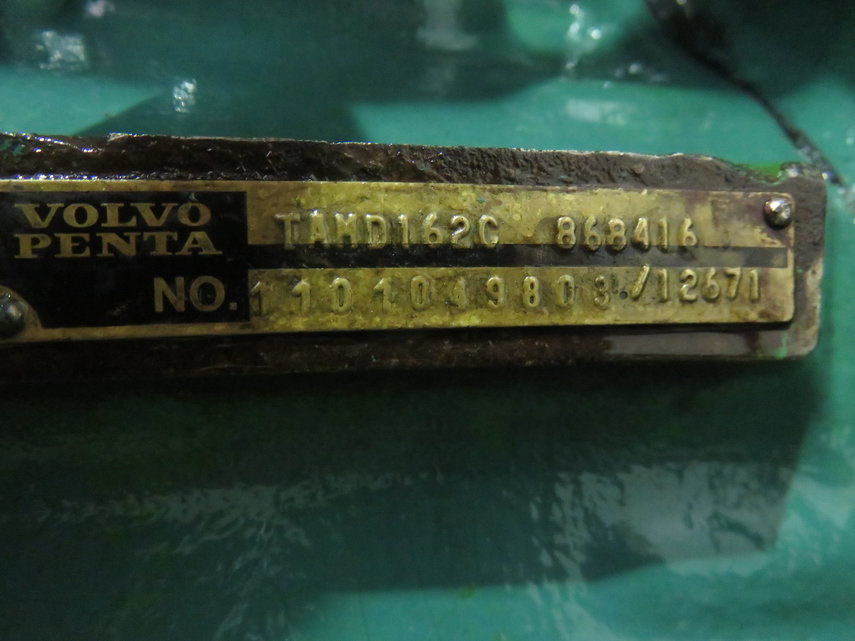 VOLVO
PENTA
TAMD162C 868416
NO. 1101049803 /12671